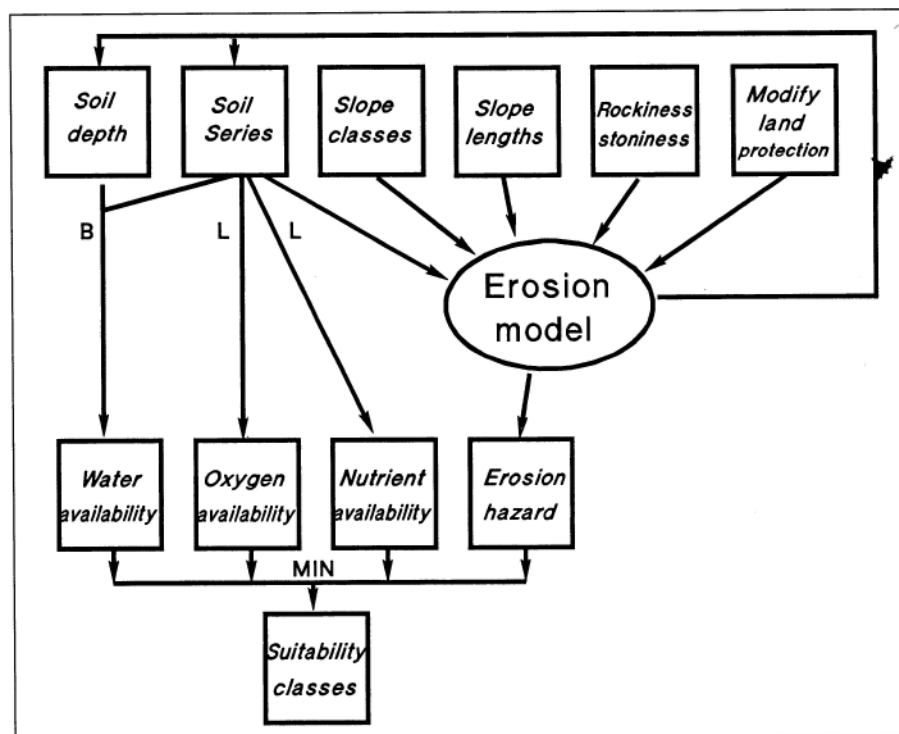 Soil
depth
Soil
Series
Slope
classes
Slope
lengths
Rockiness
stoniness
Modify
land
protection
B
L
L
Erosion
model
Water
availability
Oxygen
availability
Nutrient
availability
Erosion
hazard
MIN
Suitability
classes